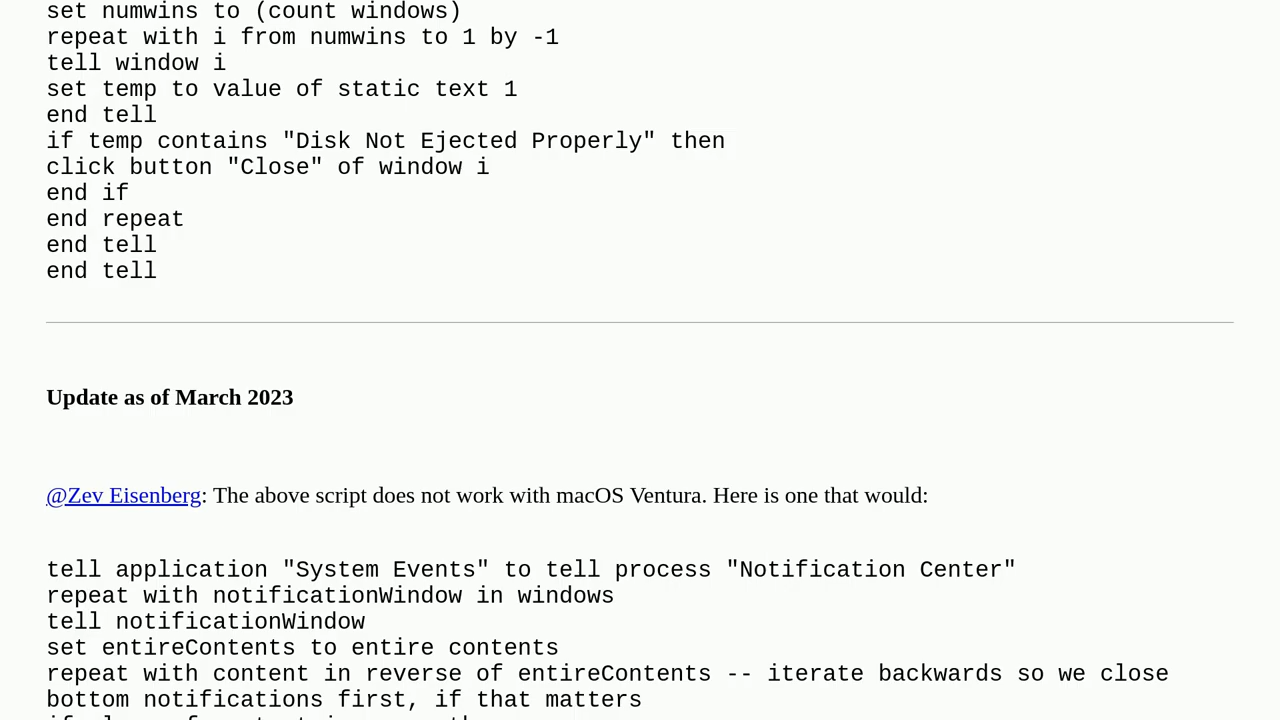 set numwins to (count windows)
repeat with i from numwins to 1 by -1
tell window i
set temp to value of static text 1
end tell
if temp contains "Disk Not Ejected Properly" then
click button "Close" of window i
end if
end repeat
end tell
end tell
Update as of March 2023
@Zev Eisenberg: The above script does not work with macOS Ventura. Here is one that would:
tell application "System Events" to tell process "Notification Center"
repeat with notificationWindow in windows
tell notificationWindow
set entireContents to entire contents
repeat with content in reverse of entireContents -- iterate backwards so we close
bottom notifications first, if that matters